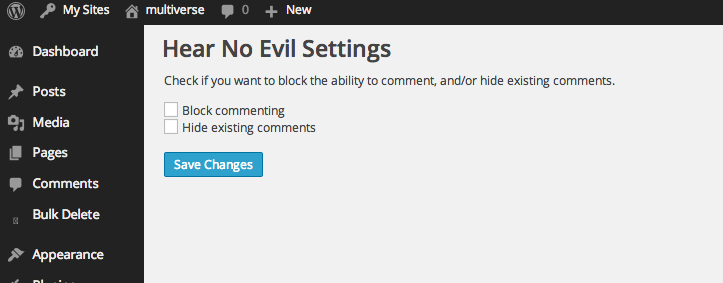 My Sites multiverse 0 New
Dashboard
Posts
Media
Pages
Comments
Bulk Delete
Appearance
Hear No Evil Settings
Check if you want to block the ability to comment, and/or hide existing comments.
Block commenting
Hide existing comments
Save Changes